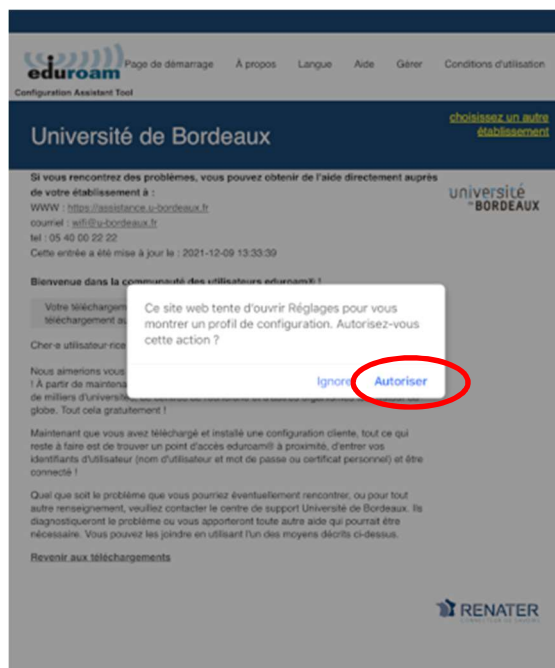 eduroam
Page de démarrage À propos Langue Aide Gérer Conditions d'utilisation
Configuration Assistant Tool
Université de Bordeaux
choisissez un autre
établissement
Si vous rencontrez des problèmes, vous pouvez obtenir de l'aide directement auprès
de votre établissement à :
WWW : https://assistance.u-bordeaux.fr
courriel : wifi@u-bordeaux.fr
tel : 05 40 00 22 22
Cette entrée a été mise à jour le : 2021-12-09 13:33:39
université
de BORDEAUX
Bienvenue dans la communauté des utilisateurs eduroam® !
Votre téléchargem
téléchargement au
Ce site web tente d'ouvrir Réglages pour vous
montrer un profil de configuration. Autorisez-vous
cette action ?
Ignore Autoriser
Cher·e utilisateur·rice
Nous aimerions vous
! À partir de maintena
de milliers d'université
globe. Tout cela gratuitement !
Maintenant que vous avez téléchargé et installé une configuration cliente, tout ce qui
reste à faire est de trouver un point d'accès eduroam® à proximité, d'entrer vos
identifiants d'utilisateur (nom d'utilisateur et mot de passe ou certificat personnel) et être
connecté !
Quel que soit le problème que vous pourriez éventuellement rencontrer, ou pour tout
autre renseignement, veuillez contacter le centre de support Université de Bordeaux. Ils
diagnostiqueront le problème ou vous apporteront toute autre aide qui pourrait être
nécessaire. Vous pouvez les joindre en utilisant l'un des moyens décrits ci-dessus.
Revenir aux téléchargements
RENATER